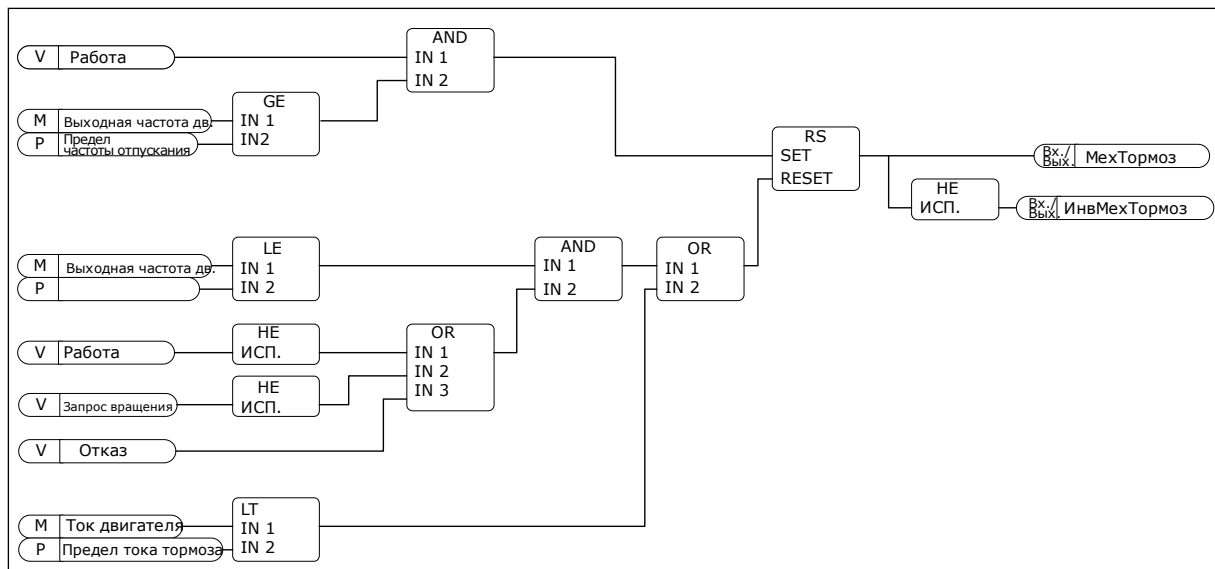 V Работа
AND
IN 1
IN 2
M Выходная частота дв.
P Предел
частоты отпускания
GE
IN 1
IN2
RS
SET
RESET
Вх./
Вых. МехТормоз
НЕ
ИСП.
Вх./
Вых. ИнвМехТормоз
M Выходная частота дв.
P
LE
IN 1
IN 2
AND
IN 1
IN 2
OR
IN 1
IN 2
V Работа
НЕ
ИСП.
OR
IN 1
IN 2
IN 3
V Запрос вращения
НЕ
ИСП.
V Отказ
M Ток двигателя
P Предел тока тормоза
LT
IN 1
IN 2